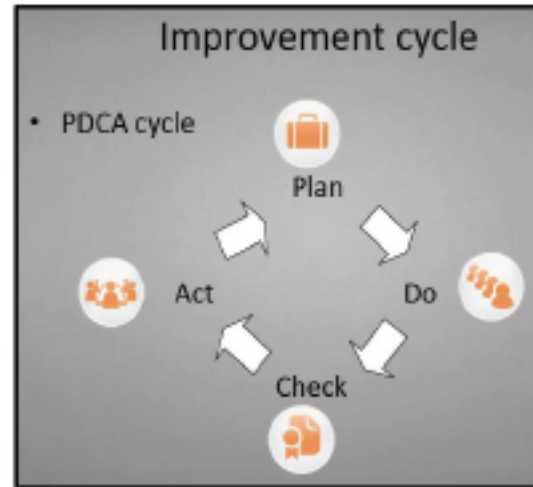 Improvement cycle
• PDCA cycle
Plan
Act
Do
Check